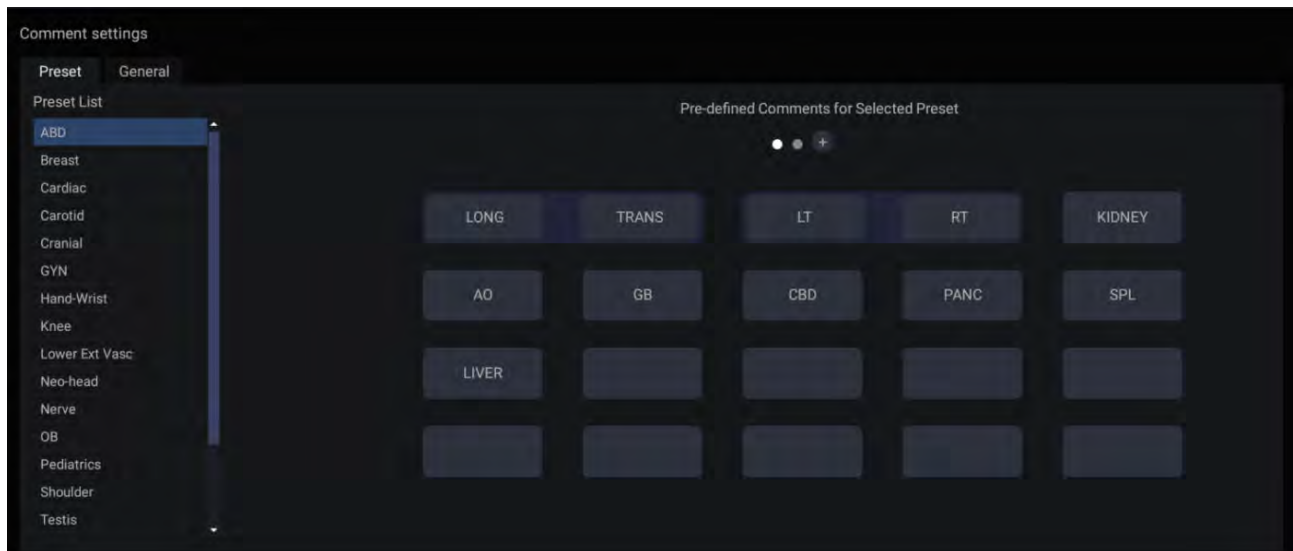 Comment settings
Preset General
Preset List
ABD
Breast
Cardiac
Carotid
Cranial
GYN
Hand-Wrist
Knee
Lower Ext Vasc
Neo-head
Nerve
OB
Pediatrics
Shoulder
Testis
Pre-defined Comments for Selected Preset
+
LONG TRANS LT RT KIDNEY
AO GB CBD PANC SPL
LIVER